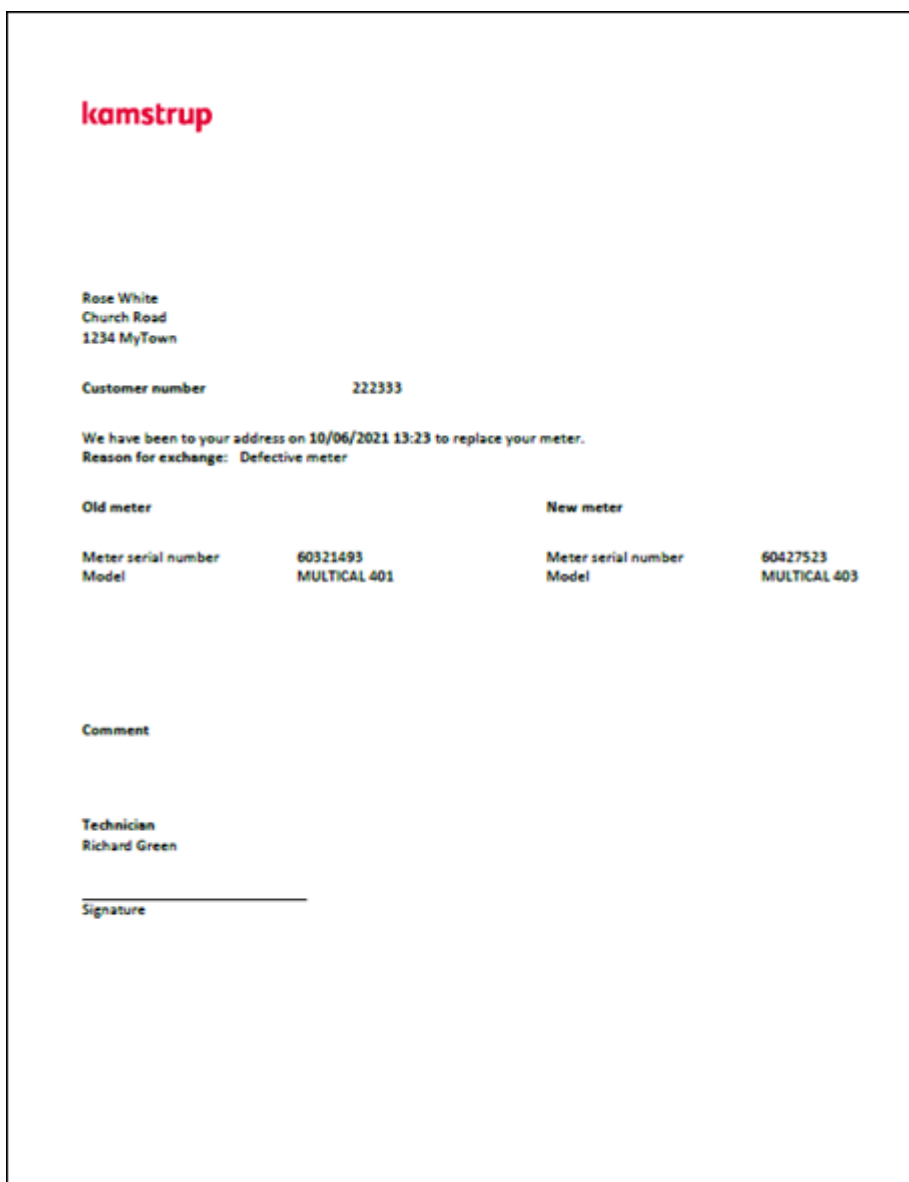 kamstrup
Rose White
Church Road
1234 MyTown
Customer number 222333
We have been to your address on 10/06/2021 13:23 to replace your meter.
Reason for exchange: Defective meter
Old meter New meter
Meter serial number 60321493 Meter serial number 60427523
Model MULTICAL 401 Model MULTICAL 403
Comment
Technician
Richard Green
Signature